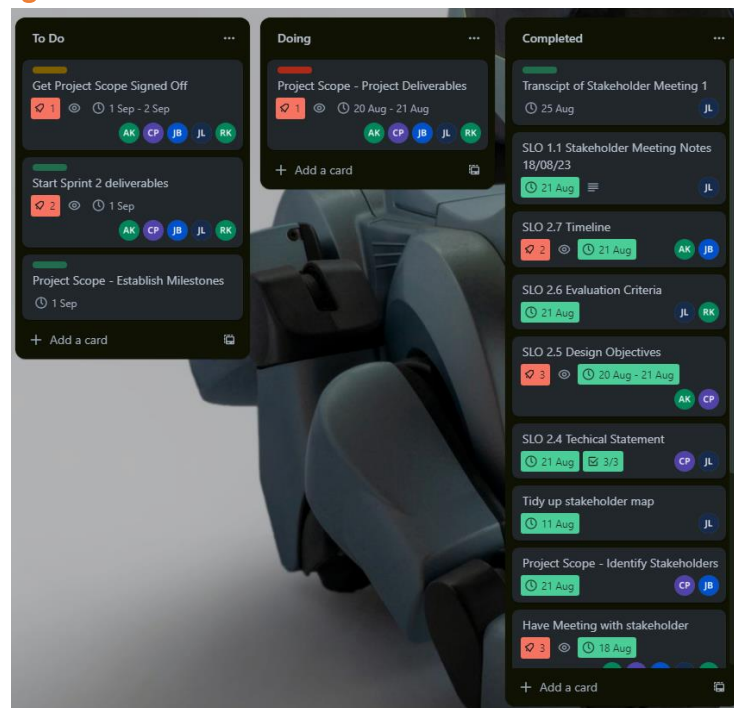 To Do
Get Project Scope Signed Off
1
1 Sep - 2 Sep
AK CP JB JL RK
Start Sprint 2 deliverables
2
1 Sep
AK CP JB JL RK
Project Scope - Establish Milestones
1 Sep
+ Add a card
Doing
Project Scope - Project Deliverables
1
20 Aug - 21 Aug
AK CP JB JL RK
+ Add a card
Completed
Transcipt of Stakeholder Meeting 1
25 Aug
JL
SLO 1.1 Stakeholder Meeting Notes
18/08/23
21 Aug
JL
SLO 2.7 Timeline
2
21 Aug
AK JB
SLO 2.6 Evaluation Criteria
21 Aug
JL RK
SLO 2.5 Design Objectives
3
20 Aug - 21 Aug
AK CP
SLO 2.4 Techical Statement
21 Aug
3/3
CP JL
Tidy up stakeholder map
11 Aug
JL
Project Scope - Identify Stakeholders
21 Aug
CP JB
Have Meeting with stakeholder
3
18 Aug
+ Add a card